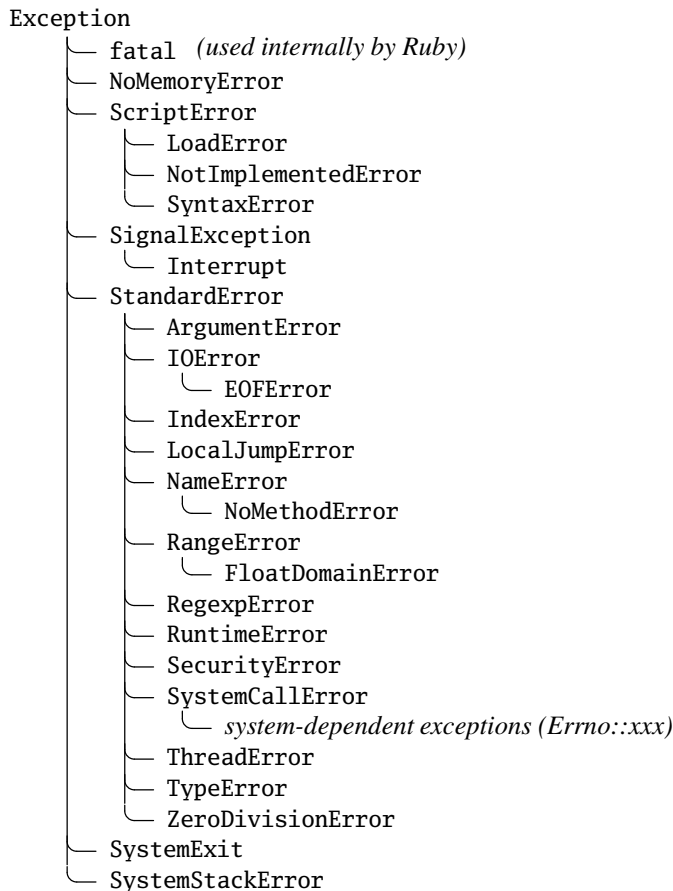 Exception
fatal (used internally by Ruby)
NoMemoryError
ScriptError
LoadError
NotImplementedError
SyntaxError
SignalException
Interrupt
StandardError
ArgumentError
IOError
EOFError
IndexError
LocalJumpError
NameError
NoMethodError
RangeError
FloatDomainError
RegexpError
RuntimeError
SecurityError
SystemCallError
system-dependent exceptions (Errno::xxx)
ThreadError
TypeError
ZeroDivisionError
SystemExit
SystemStackError